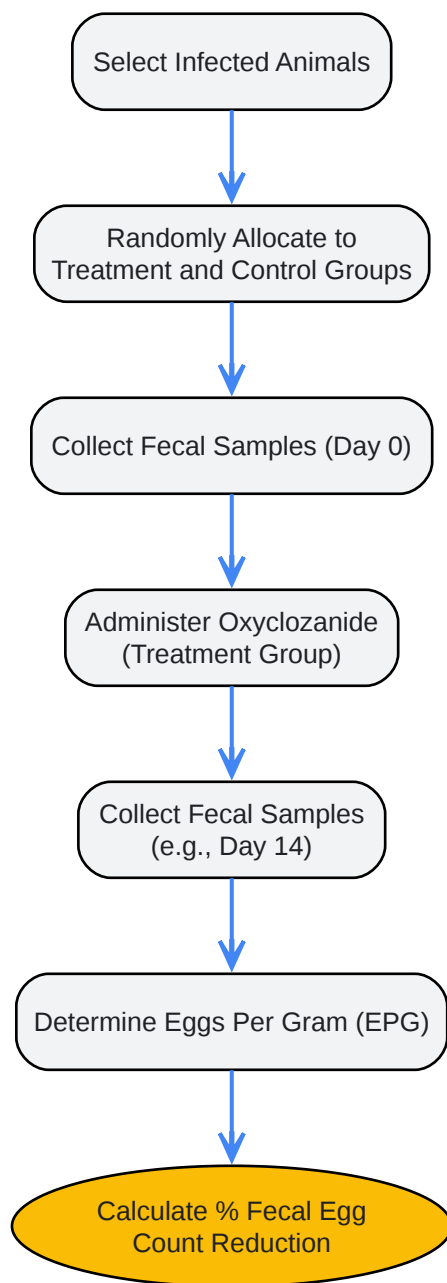 Select Infected Animals
Randomly Allocate to
Treatment and Control Groups
Collect Fecal Samples (Day 0)
Administer Oxyclozanide
(Treatment Group)
Collect Fecal Samples
(e.g., Day 14)
Determine Eggs Per Gram (EPG)
Calculate % Fecal Egg
Count Reduction